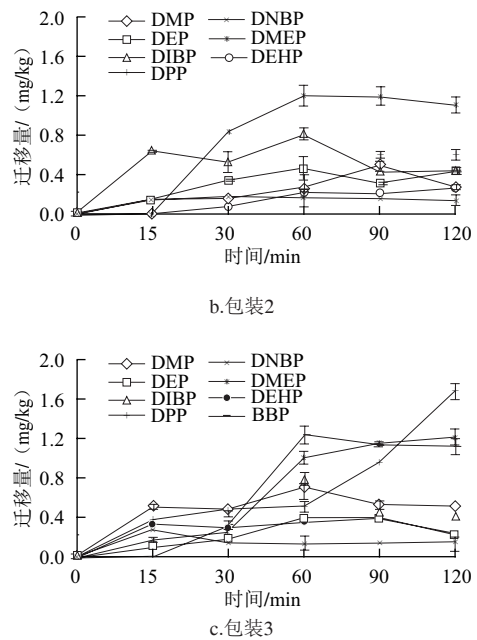 2.0
DMP DNBP
DEP DMEP
DIBP DEHP
DPP
1.6
1.2
0.8
0.4
0.0
迁移量/（mg/kg）
0 15 30 60 90 120
时间/min
b.包装2
2.0
DMP DNBP
DEP DMEP
DIBP DEHP
DPP BBP
1.6
1.2
0.8
0.4
0.0
迁移量/（mg/kg）
0 15 30 60 90 120
时间/min
c.包装3